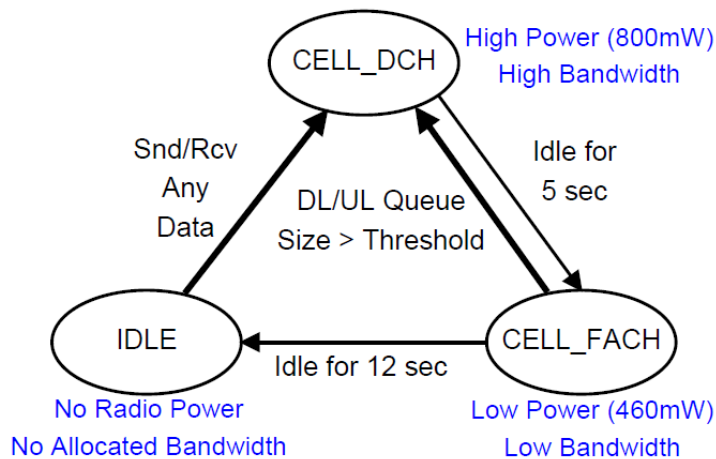 CELL_DCH
High Power (800mW)
High Bandwidth
Snd/Rcv
Any
Data
DL/UL Queue
Size > Threshold
Idle for
5 sec
IDLE
Idle for 12 sec
CELL_FACH
No Radio Power
No Allocated Bandwidth
Low Power (460mW)
Low Bandwidth